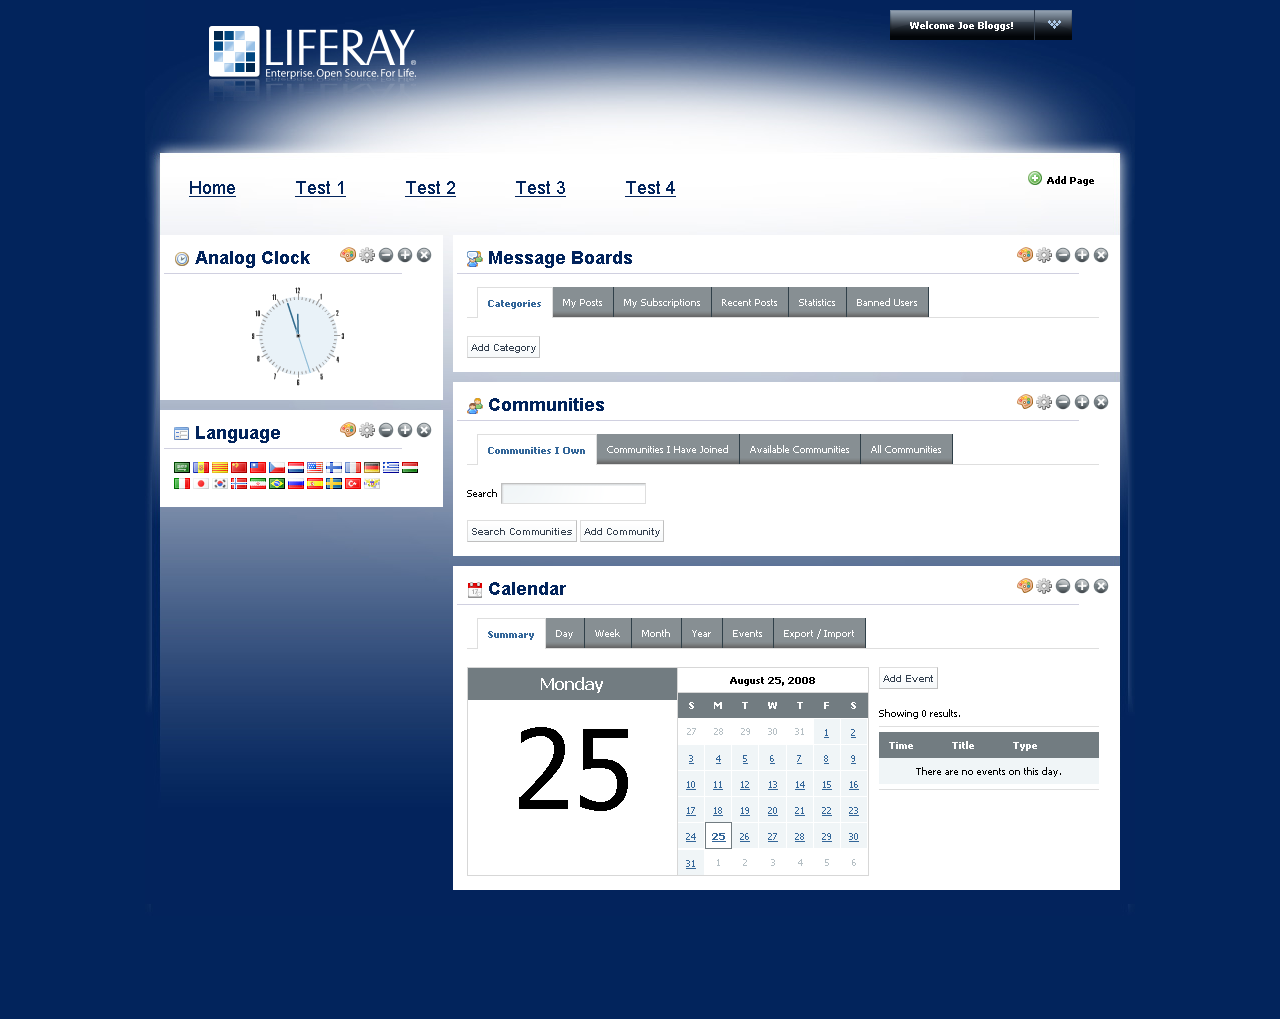 LIFERAY®
Enterprise. Open Source. For Life.
Welcome Joe Bloggs!
Home Test 1 Test 2 Test 3 Test 4
Add Page
Analog Clock
12
1
2
3
4
5
6
7
8
9
10
11
Language
Message Boards
Categories My Posts My Subscriptions Recent Posts Statistics Banned Users
Add Category
Communities
Communities I Own Communities I Have Joined Available Communities All Communities
Search
Search Communities Add Community
Calendar
Summary Day Week Month Year Events Export / Import
Monday
25
August 25, 2008
S M T W T F S
27 28 29 30 31 1 2
3 4 5 6 7 8 9
10 11 12 13 14 15 16
17 18 19 20 21 22 23
24 25 26 27 28 29 30
31 1 2 3 4 5 6
Add Event
Showing 0 results.
Time Title Type
There are no events on this day.